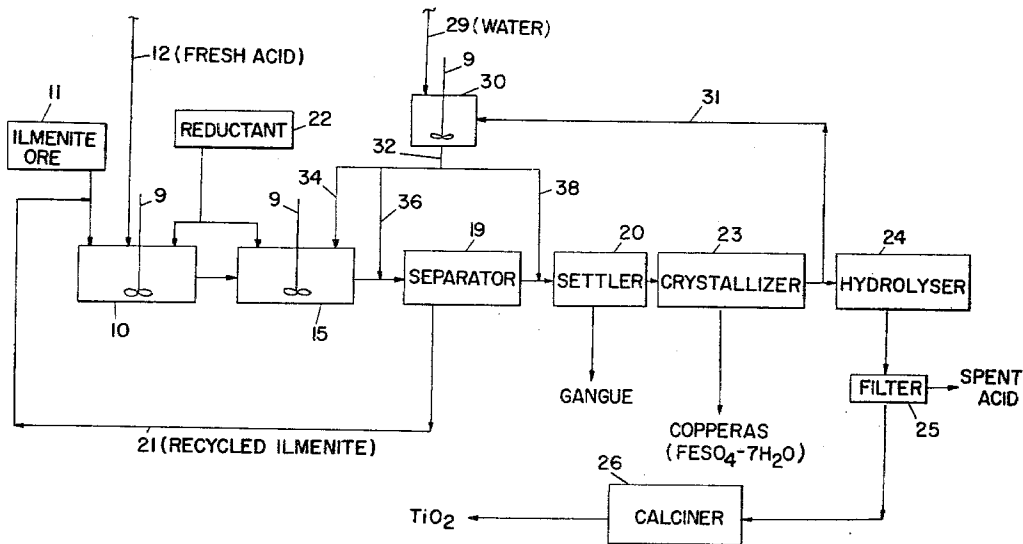 29 (WATER)
12 (FRESH ACID)
9
30
11
31
ILMENITE
ORE
REDUCTANT
22
32
34
38
9
9
36
19
20
23
24
SEPARATOR
SETTLER
CRYSTALLIZER
HYDROLYSER
10
15
GANGUE
FILTER
SPENT
ACID
25
COPPERAS
(FESO4-7H2O)
21 (RECYCLED ILMENITE)
26
TiO2
CALCINER